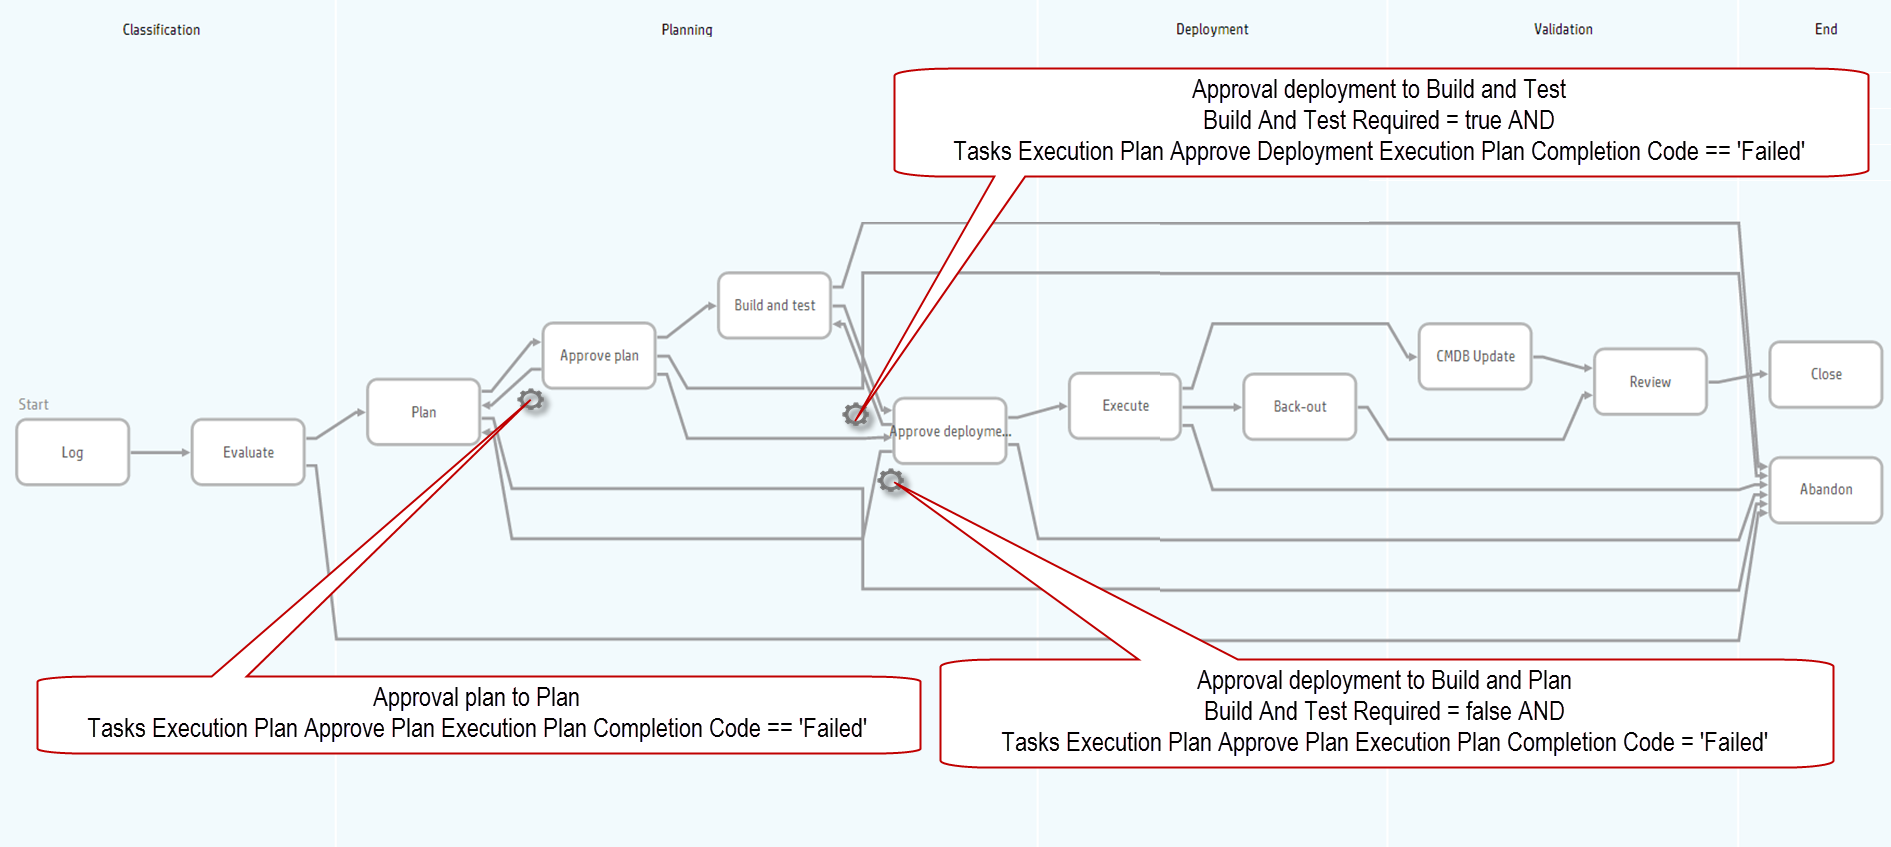 Classification
Planning
Deployment
Validation
End
Approval deployment to Build and Test
Build And Test Required = true AND
Tasks Execution Plan Approve Deployment Execution Plan Completion Code == 'Failed'
Build and test
Approve plan
CMDB Update
Close
Review
Start
Plan
Execute
Back-out
Log
Evaluate
Approve deployme...
Abandon
Approval plan to Plan
Tasks Execution Plan Approve Plan Execution Plan Completion Code == 'Failed'
Approval deployment to Build and Plan
Build And Test Required = false AND
Tasks Execution Plan Approve Plan Execution Plan Completion Code = 'Failed'